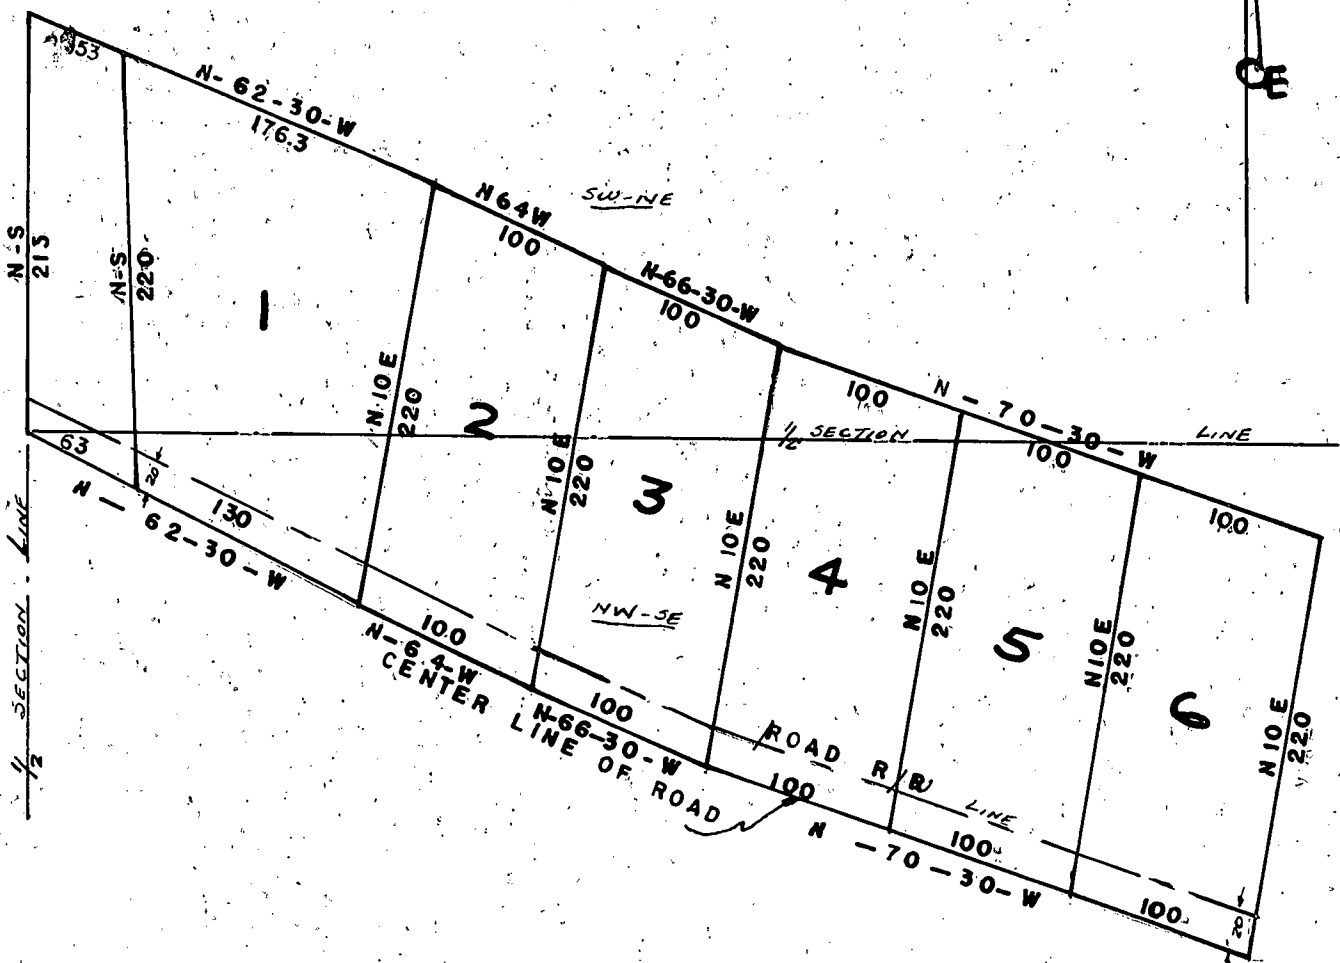 53
N-62-30-W
176.3
N 64 W
100
SW-NE
N-66-30-W
100
100
N-70-30-W
100
100
N-S
215
N-S
220
1
N 10 E
220
2
N 10 E
220
3
N 10 E
220
4
N 10 E
220
5
N 10 E
220
6
N 10 E
220
1/2 SECTION LINE
63
20
130
N-62-30-W
100
N-64-W
CENTER LINE OF ROAD
NW-SE
100
N-66-30-W
ROAD R/W LINE
100
100
N-70-30-W
100
20
1/2 SECTION LINE